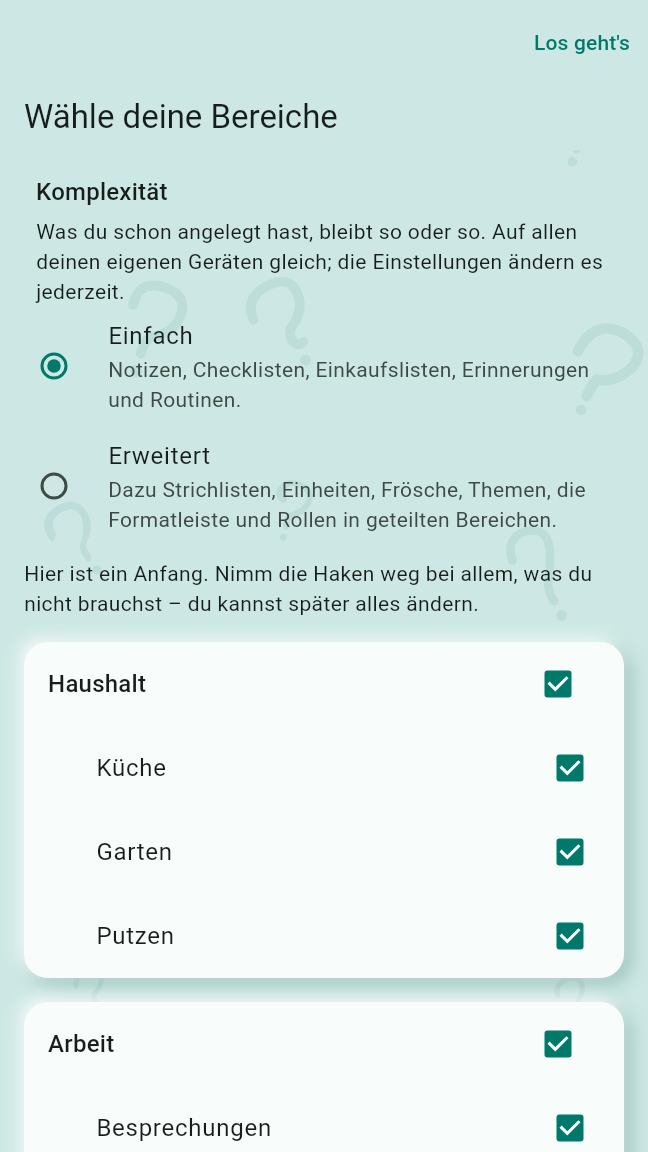 Los geht's
Wähle deine Bereiche
Komplexität
Was du schon angelegt hast, bleibt so oder so. Auf allen
deinen eigenen Geräten gleich; die Einstellungen ändern es
jederzeit.
Einfach
Notizen, Checklisten, Einkaufslisten, Erinnerungen
und Routinen.
Erweitert
Dazu Strichlisten, Einheiten, Frösche, Themen, die
Formatleiste und Rollen in geteilten Bereichen.
Hier ist ein Anfang. Nimm die Haken weg bei allem, was du
nicht brauchst – du kannst später alles ändern.
Haushalt
Küche
Garten
Putzen
Arbeit
Besprechungen